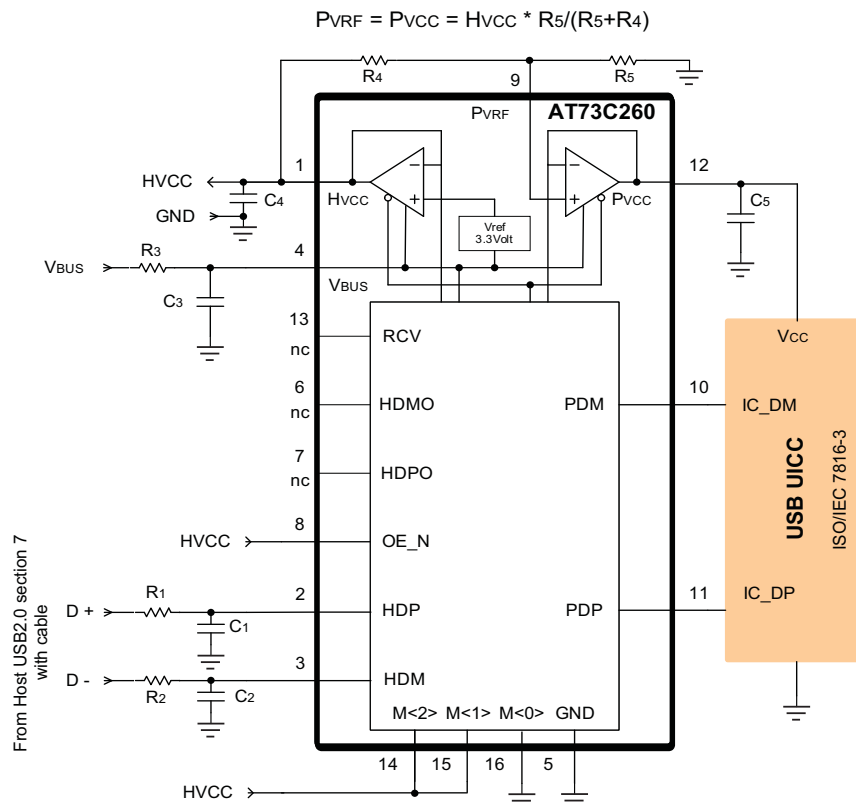 PVRF = PVCC = HVCC * R5/(R5+R4)
R4
R5
9
PVRF
AT73C260
1
12
HVCC
HVCC
PVCC
C4
C5
GND
Vref
3.3Volt
R3
4
VBUS
VBUS
C3
13
RCV
nc
VCC
6
HDMO
nc
PDM
10
IC_DM
7
HDPO
nc
USB UICC
ISO/IEC 7816-3
8
HVCC
OE_N
From Host USB2.0 section 7
with cable
D +
R1
2
HDP
C1
PDP
11
IC_DP
D -
R2
3
HDM
C2
M<2>
M<1>
M<0>
GND
14
15
16
5
HVCC